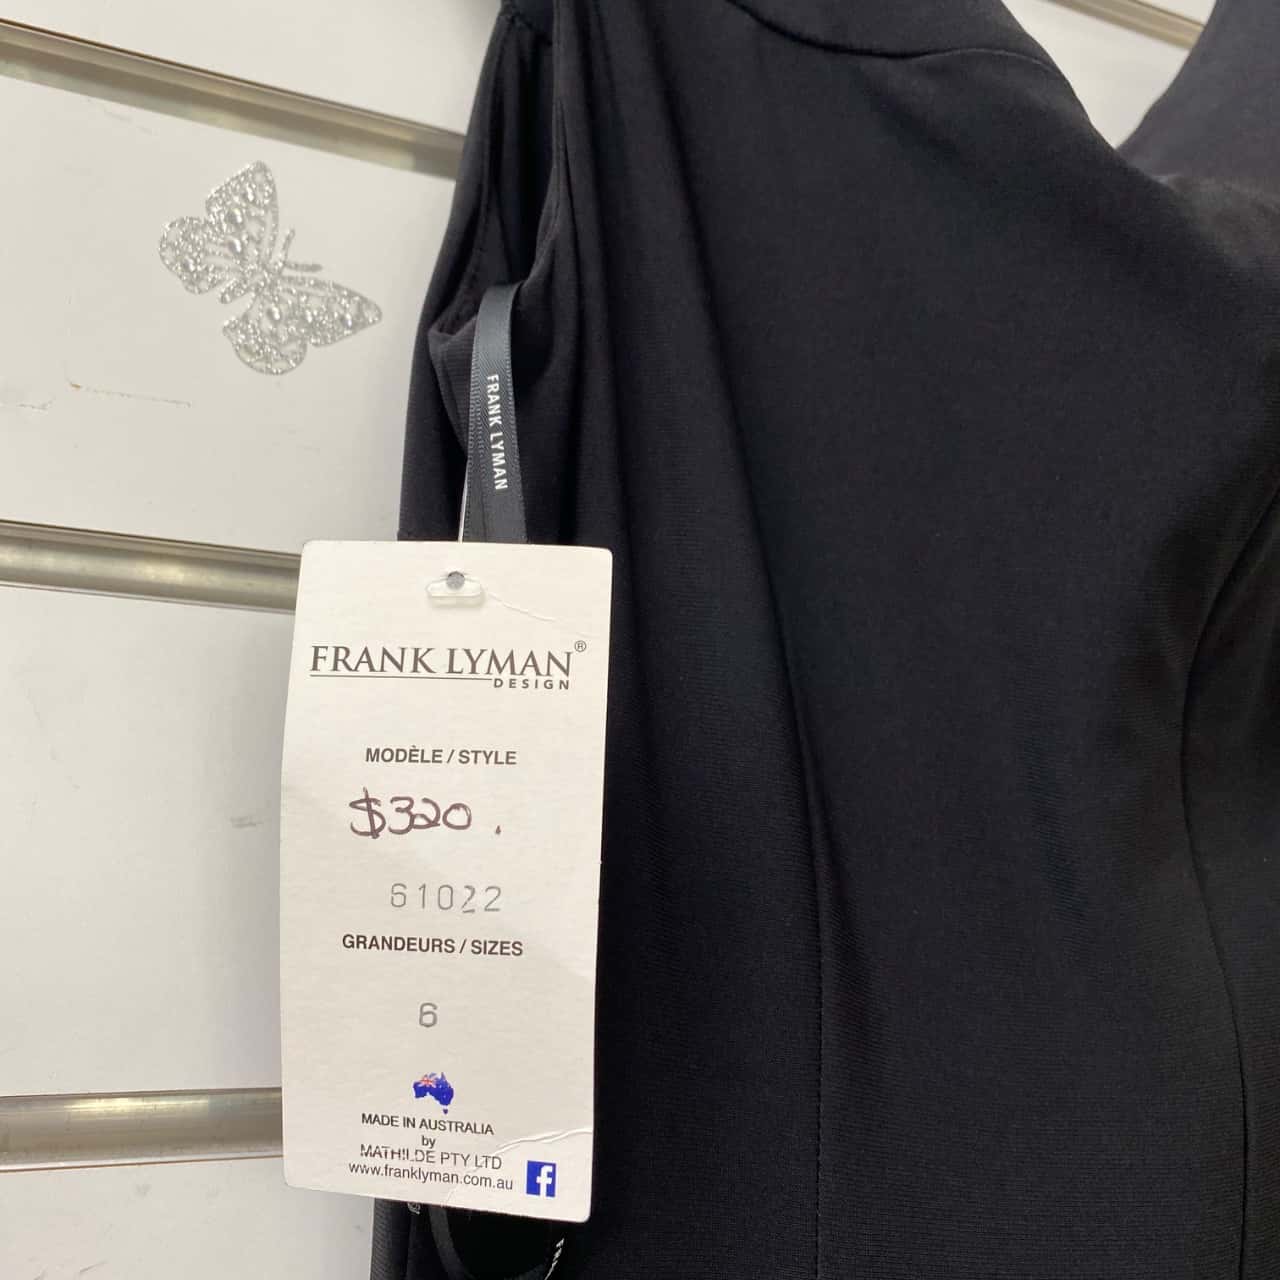 FRANK LYMAN
FRANK LYMAN®
DESIGN
MODÈLE / STYLE
$320.
61022
GRANDEURS / SIZES
6
MADE IN AUSTRALIA
by
MATHILDE PTY LTD
www.franklyman.com.au
f